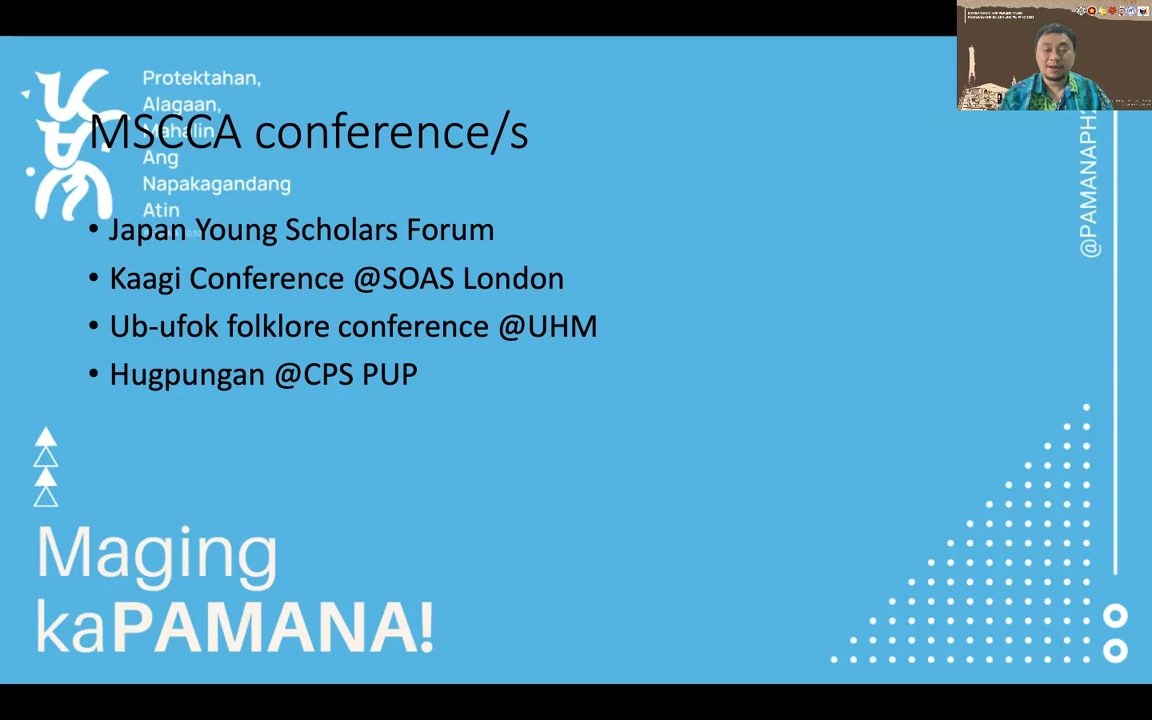 Protektahan,
Alagaan,
Mahalin
Ang
Napakagandang
Atin
MSCCA conference/s
• Japan Young Scholars Forum
• Kaagi Conference @SOAS London
• Ub-ufok folklore conference @UHM
• Hugpungan @CPS PUP
@PAMANAPH
Maging
kaPAMANA!